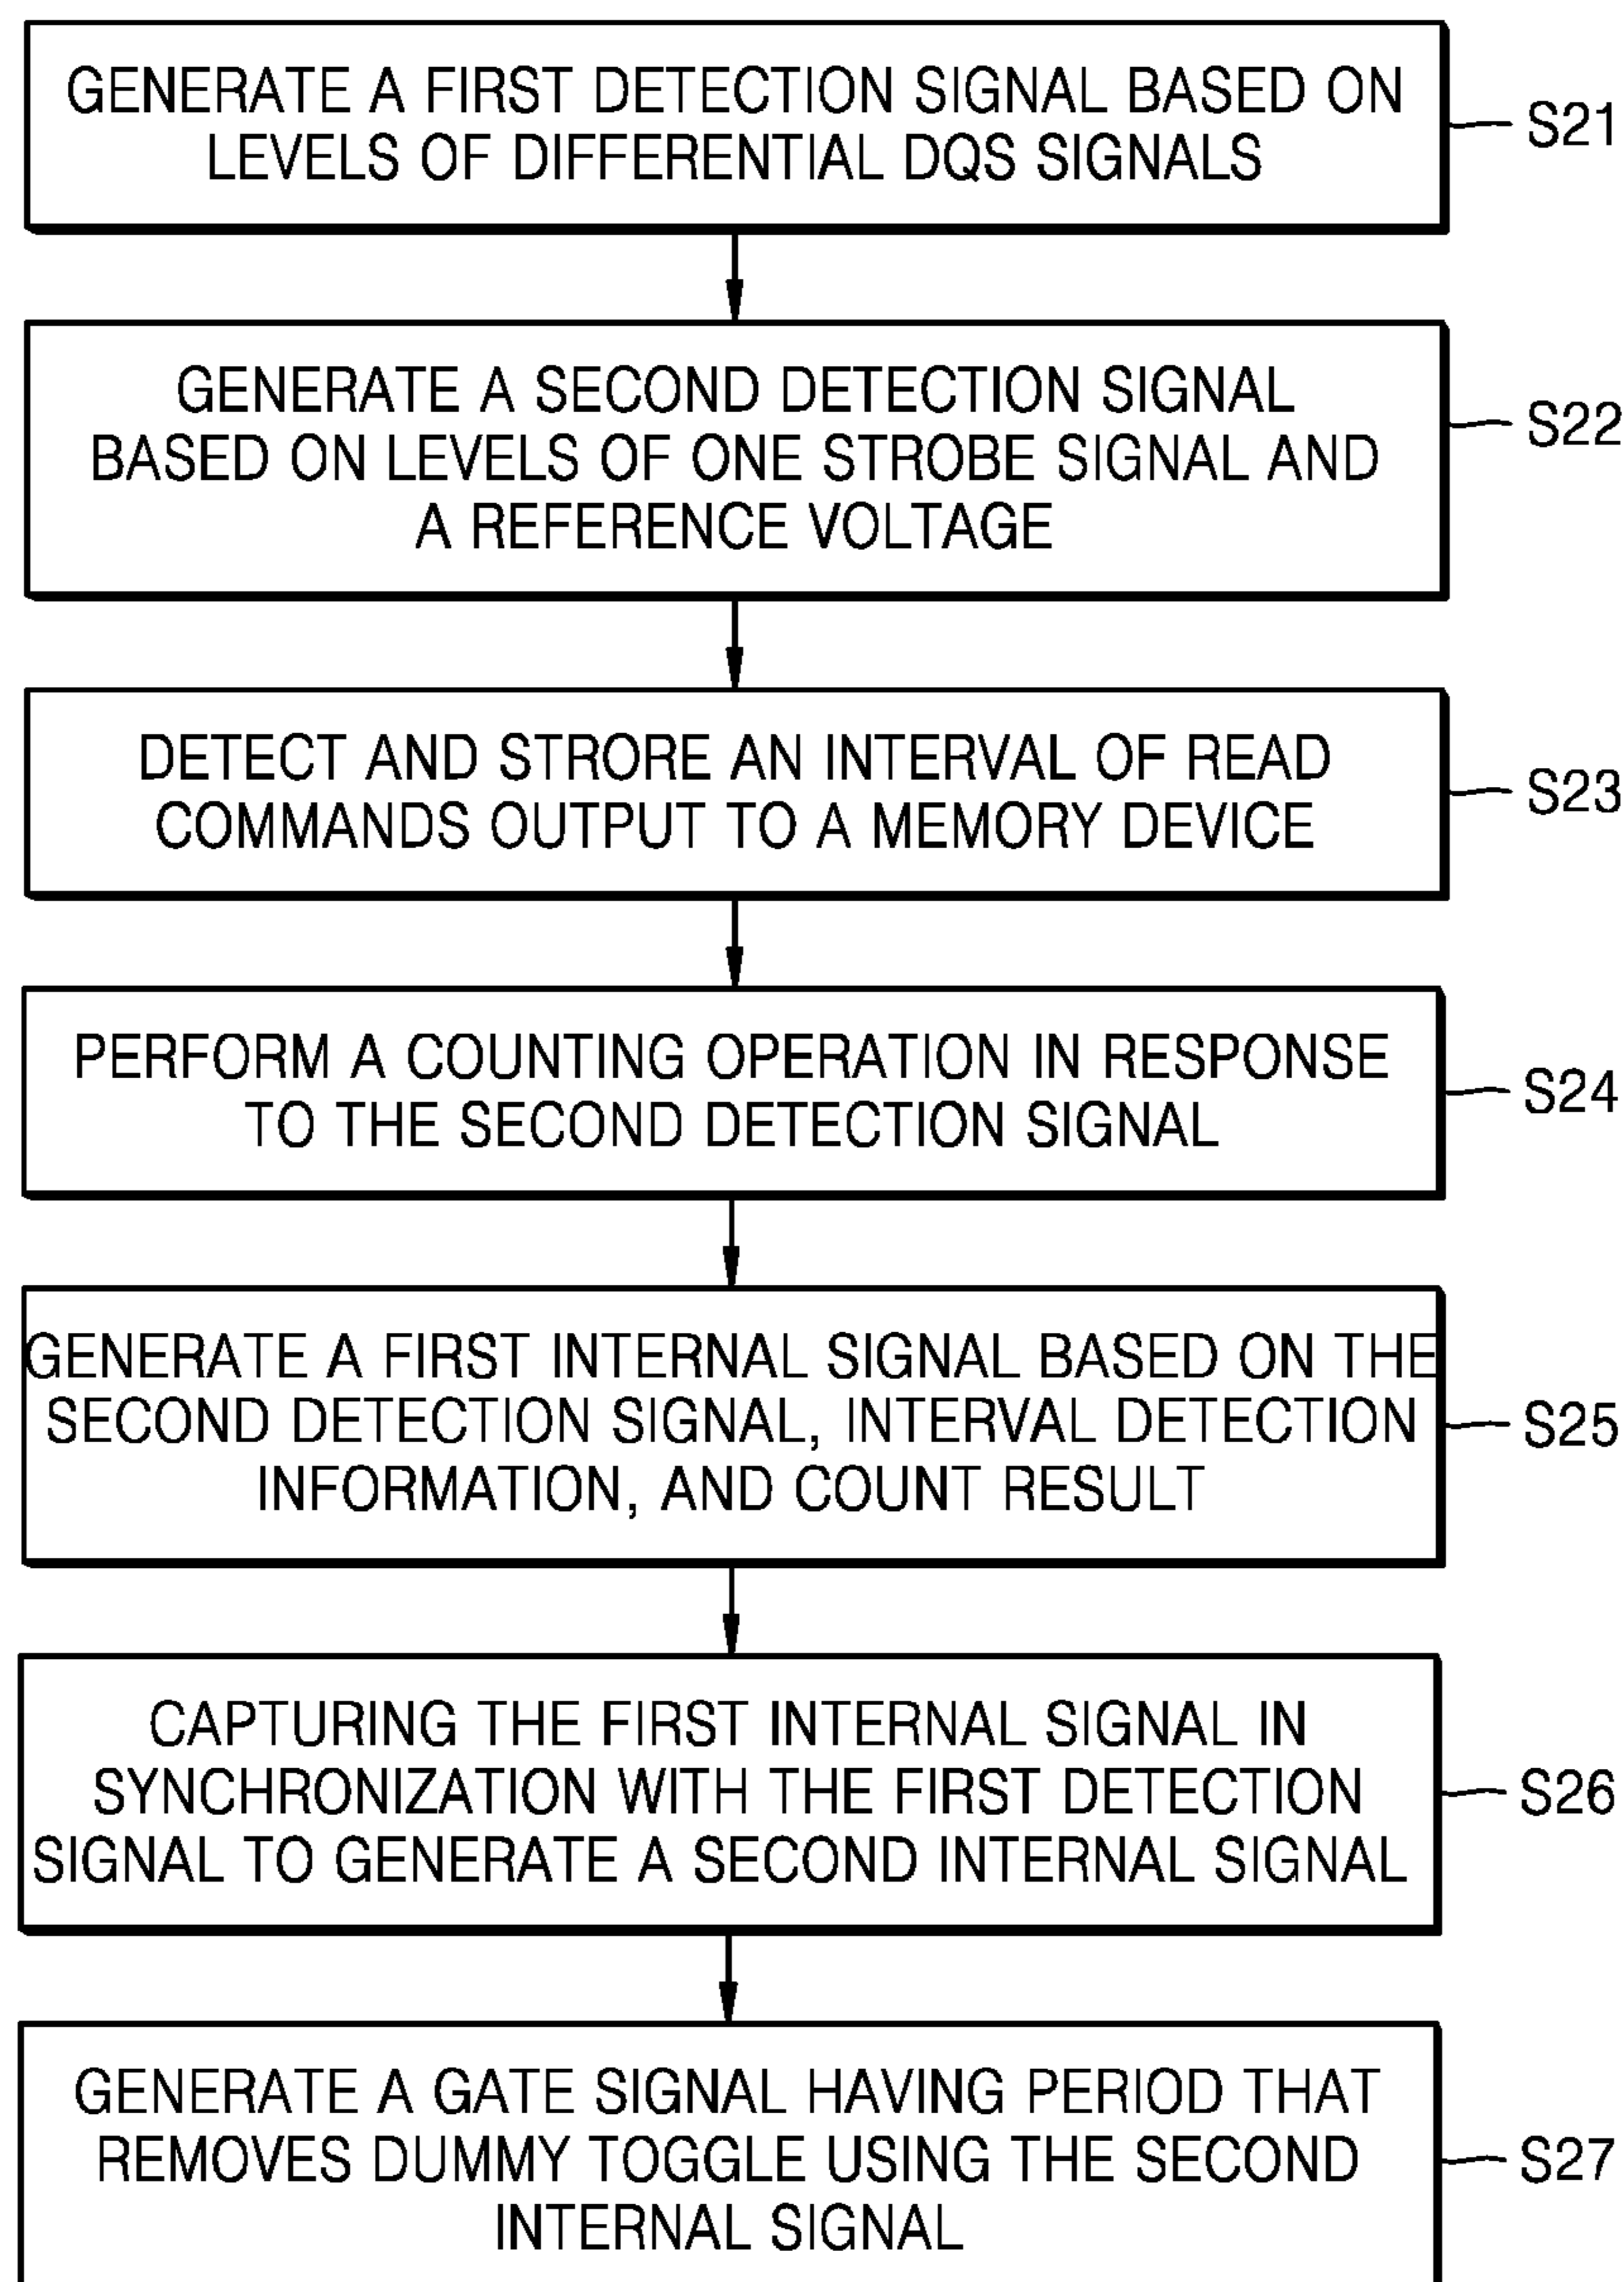 GENERATE A FIRST DETECTION SIGNAL BASED ON
LEVELS OF DIFFERENTIAL DQS SIGNALS
S21
GENERATE A SECOND DETECTION SIGNAL
BASED ON LEVELS OF ONE STROBE SIGNAL AND
A REFERENCE VOLTAGE
S22
DETECT AND STRORE AN INTERVAL OF READ
COMMANDS OUTPUT TO A MEMORY DEVICE
S23
PERFORM A COUNTING OPERATION IN RESPONSE
TO THE SECOND DETECTION SIGNAL
S24
GENERATE A FIRST INTERNAL SIGNAL BASED ON THE
SECOND DETECTION SIGNAL, INTERVAL DETECTION
INFORMATION, AND COUNT RESULT
S25
CAPTURING THE FIRST INTERNAL SIGNAL IN
SYNCHRONIZATION WITH THE FIRST DETECTION
SIGNAL TO GENERATE A SECOND INTERNAL SIGNAL
S26
GENERATE A GATE SIGNAL HAVING PERIOD THAT
REMOVES DUMMY TOGGLE USING THE SECOND
INTERNAL SIGNAL
S27